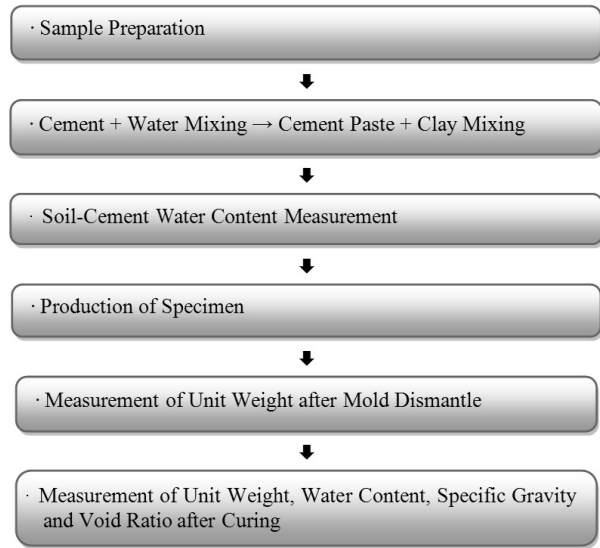 · Sample Preparation
· Cement + Water Mixing → Cement Paste + Clay Mixing
· Soil-Cement Water Content Measurement
· Production of Specimen
· Measurement of Unit Weight after Mold Dismantle
· Measurement of Unit Weight, Water Content, Specific Gravity
and Void Ratio after Curing